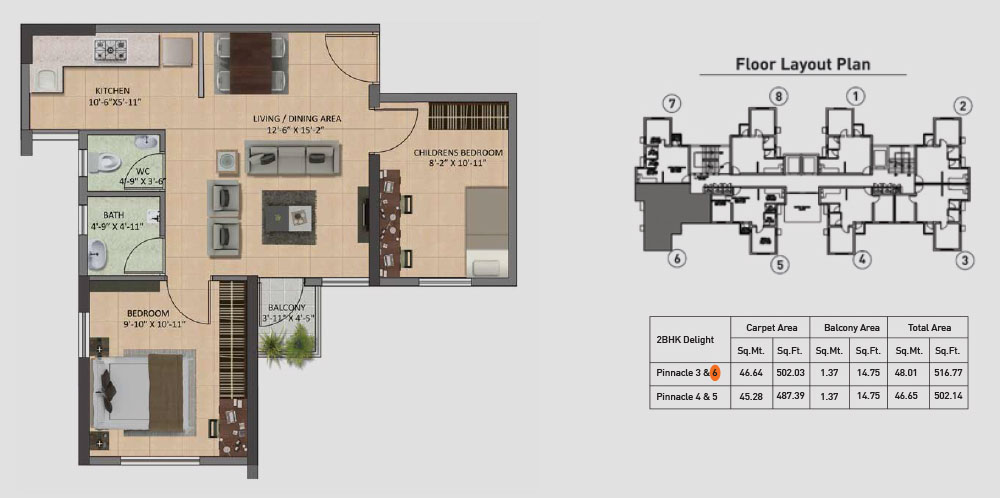 KITCHEN
10'-6"X5'-11"
LIVING / DINING AREA
12'-6" X 15'-2"
CHILDRENS BEDROOM
8'-2" X 10'-11"
WC
4'-9" X 3'-6"
BATH
4'-9" X 4'-11"
BEDROOM
9'-10" X 10'-11"
BALCONY
3'-11" X 4'-5"
Floor Layout Plan
7
8
1
2
6
5
4
3
2BHK Delight Carpet Area Balcony Area Total Area
Sq.Mt. Sq.Ft. Sq.Mt. Sq.Ft. Sq.Mt. Sq.Ft.
Pinnacle 3 & 6 46.64 502.03 1.37 14.75 48.01 516.77
Pinnacle 4 & 5 45.28 487.39 1.37 14.75 46.65 502.14